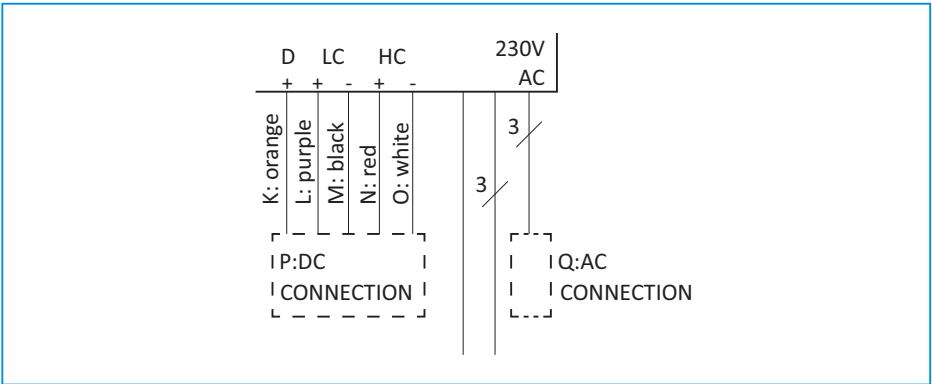 D LC HC 230V
+ + - + - AC
K: orange
L: purple
M: black
N: red
O: white
3
3
P:DC
CONNECTION
Q:AC
CONNECTION